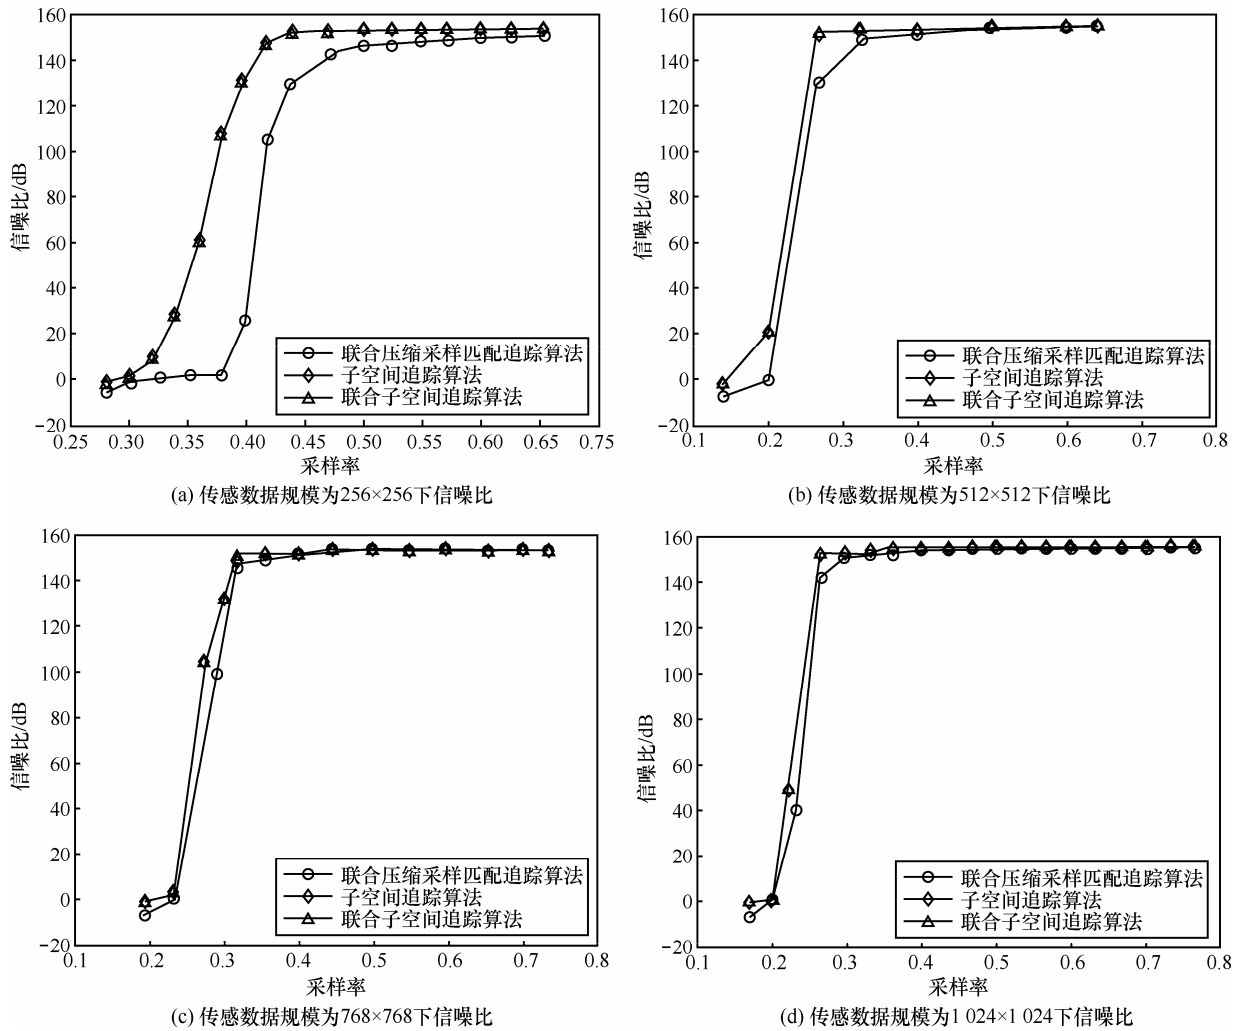 160
140
120
100
80
60
40
20
0
−20
信噪比/dB
0.25 0.30 0.35 0.40 0.45 0.50 0.55 0.60 0.65 0.75
采样率
联合压缩采样匹配追踪算法
子空间追踪算法
联合子空间追踪算法
(a) 传感数据规模为256×256下信噪比
160
140
120
100
80
60
40
20
0
−20
信噪比/dB
0.1 0.2 0.3 0.4 0.5 0.6 0.7 0.8
采样率
联合压缩采样匹配追踪算法
子空间追踪算法
联合子空间追踪算法
(b) 传感数据规模为512×512下信噪比
160
140
120
100
80
60
40
20
0
−20
信噪比/dB
0.1 0.2 0.3 0.4 0.5 0.6 0.7 0.8
采样率
联合压缩采样匹配追踪算法
子空间追踪算法
联合子空间追踪算法
(c) 传感数据规模为768×768下信噪比
160
140
120
100
80
60
40
20
0
−20
信噪比/dB
0.1 0.2 0.3 0.4 0.5 0.6 0.7 0.8
采样率
联合压缩采样匹配追踪算法
子空间追踪算法
联合子空间追踪算法
(d) 传感数据规模为1 024×1 024下信噪比